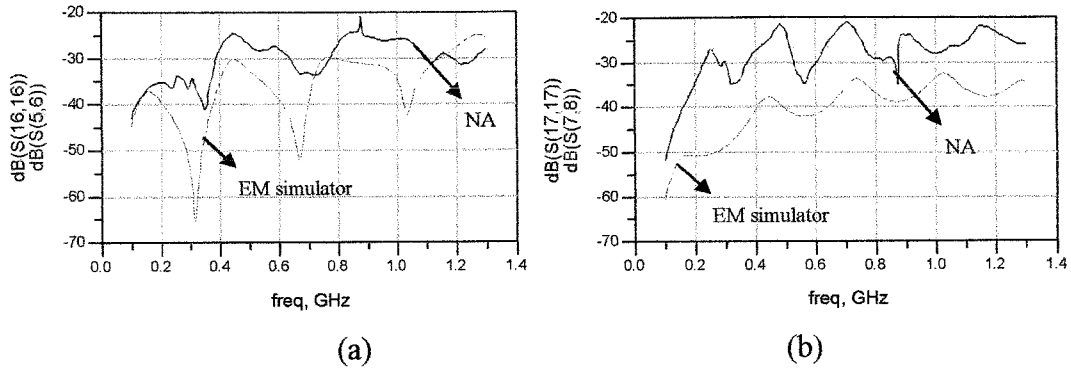 dB(S(16,16))
dB(S(5,6))
-20
-30
-40
-50
-60
-70
0.0 0.2 0.4 0.6 0.8 1.0 1.2 1.4
freq, GHz
NA
EM simulator
(a)
dB(S(17,17))
dB(S(7,8))
-20
-30
-40
-50
-60
-70
0.0 0.2 0.4 0.6 0.8 1.0 1.2 1.4
freq, GHz
NA
EM simulator
(b)